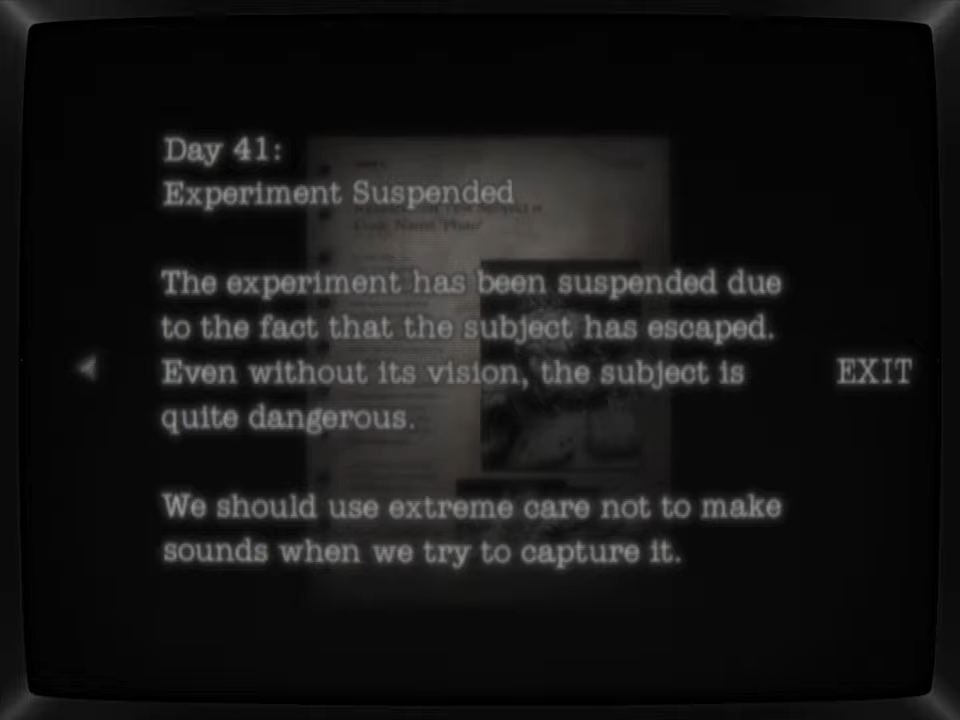 Day 41:
Experiment Suspended
The experiment has been suspended due
to the fact that the subject has escaped.
Even without its vision, the subject is
quite dangerous.
EXIT
We should use extreme care not to make
sounds when we try to capture it.